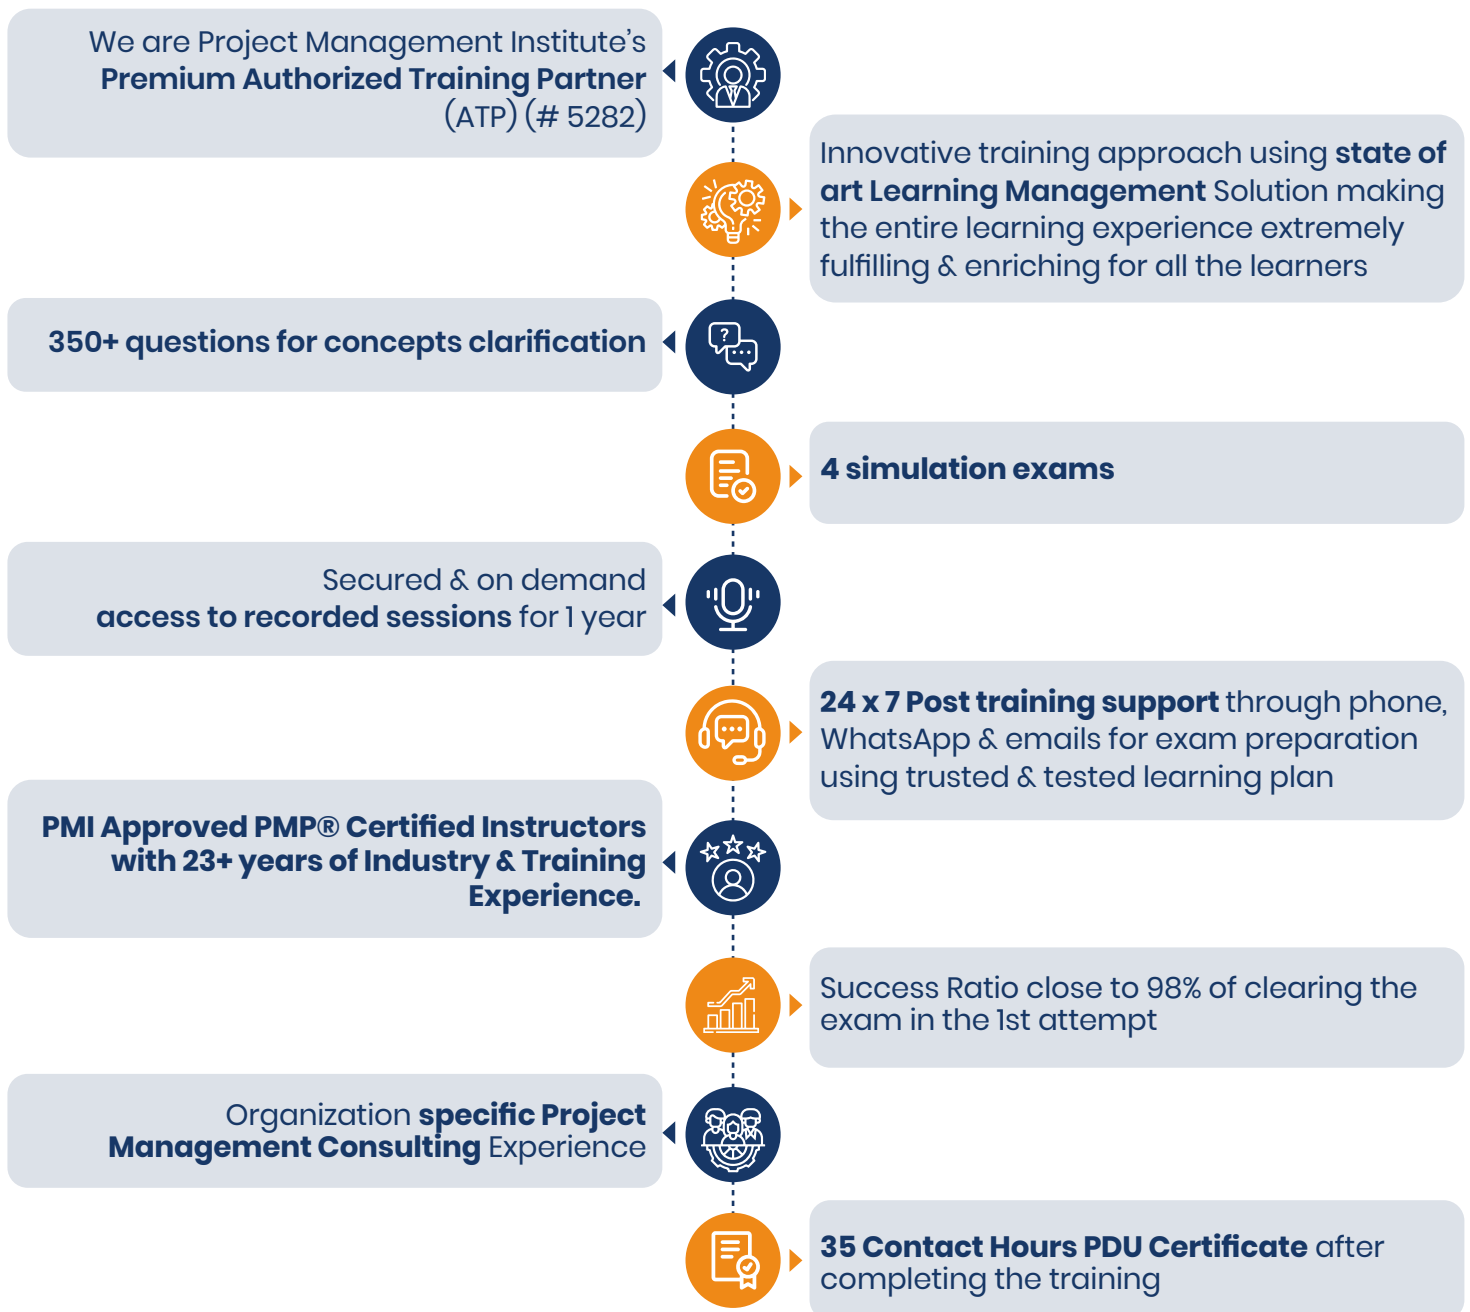 We are Project Management Institute's
Premium Authorized Training Partner
(ATP) (# 5282)
Innovative training approach using state of
art Learning Management Solution making
the entire learning experience extremely
fulfilling & enriching for all the learners
350+ questions for concepts clarification
?
4 simulation exams
Secured & on demand
access to recorded sessions for 1 year
24 x 7 Post training support through phone,
WhatsApp & emails for exam preparation
using trusted & tested learning plan
PMI Approved PMP® Certified Instructors
with 23+ years of Industry & Training
Experience.
Success Ratio close to 98% of clearing the
exam in the 1st attempt
Organization specific Project
Management Consulting Experience
35 Contact Hours PDU Certificate after
completing the training